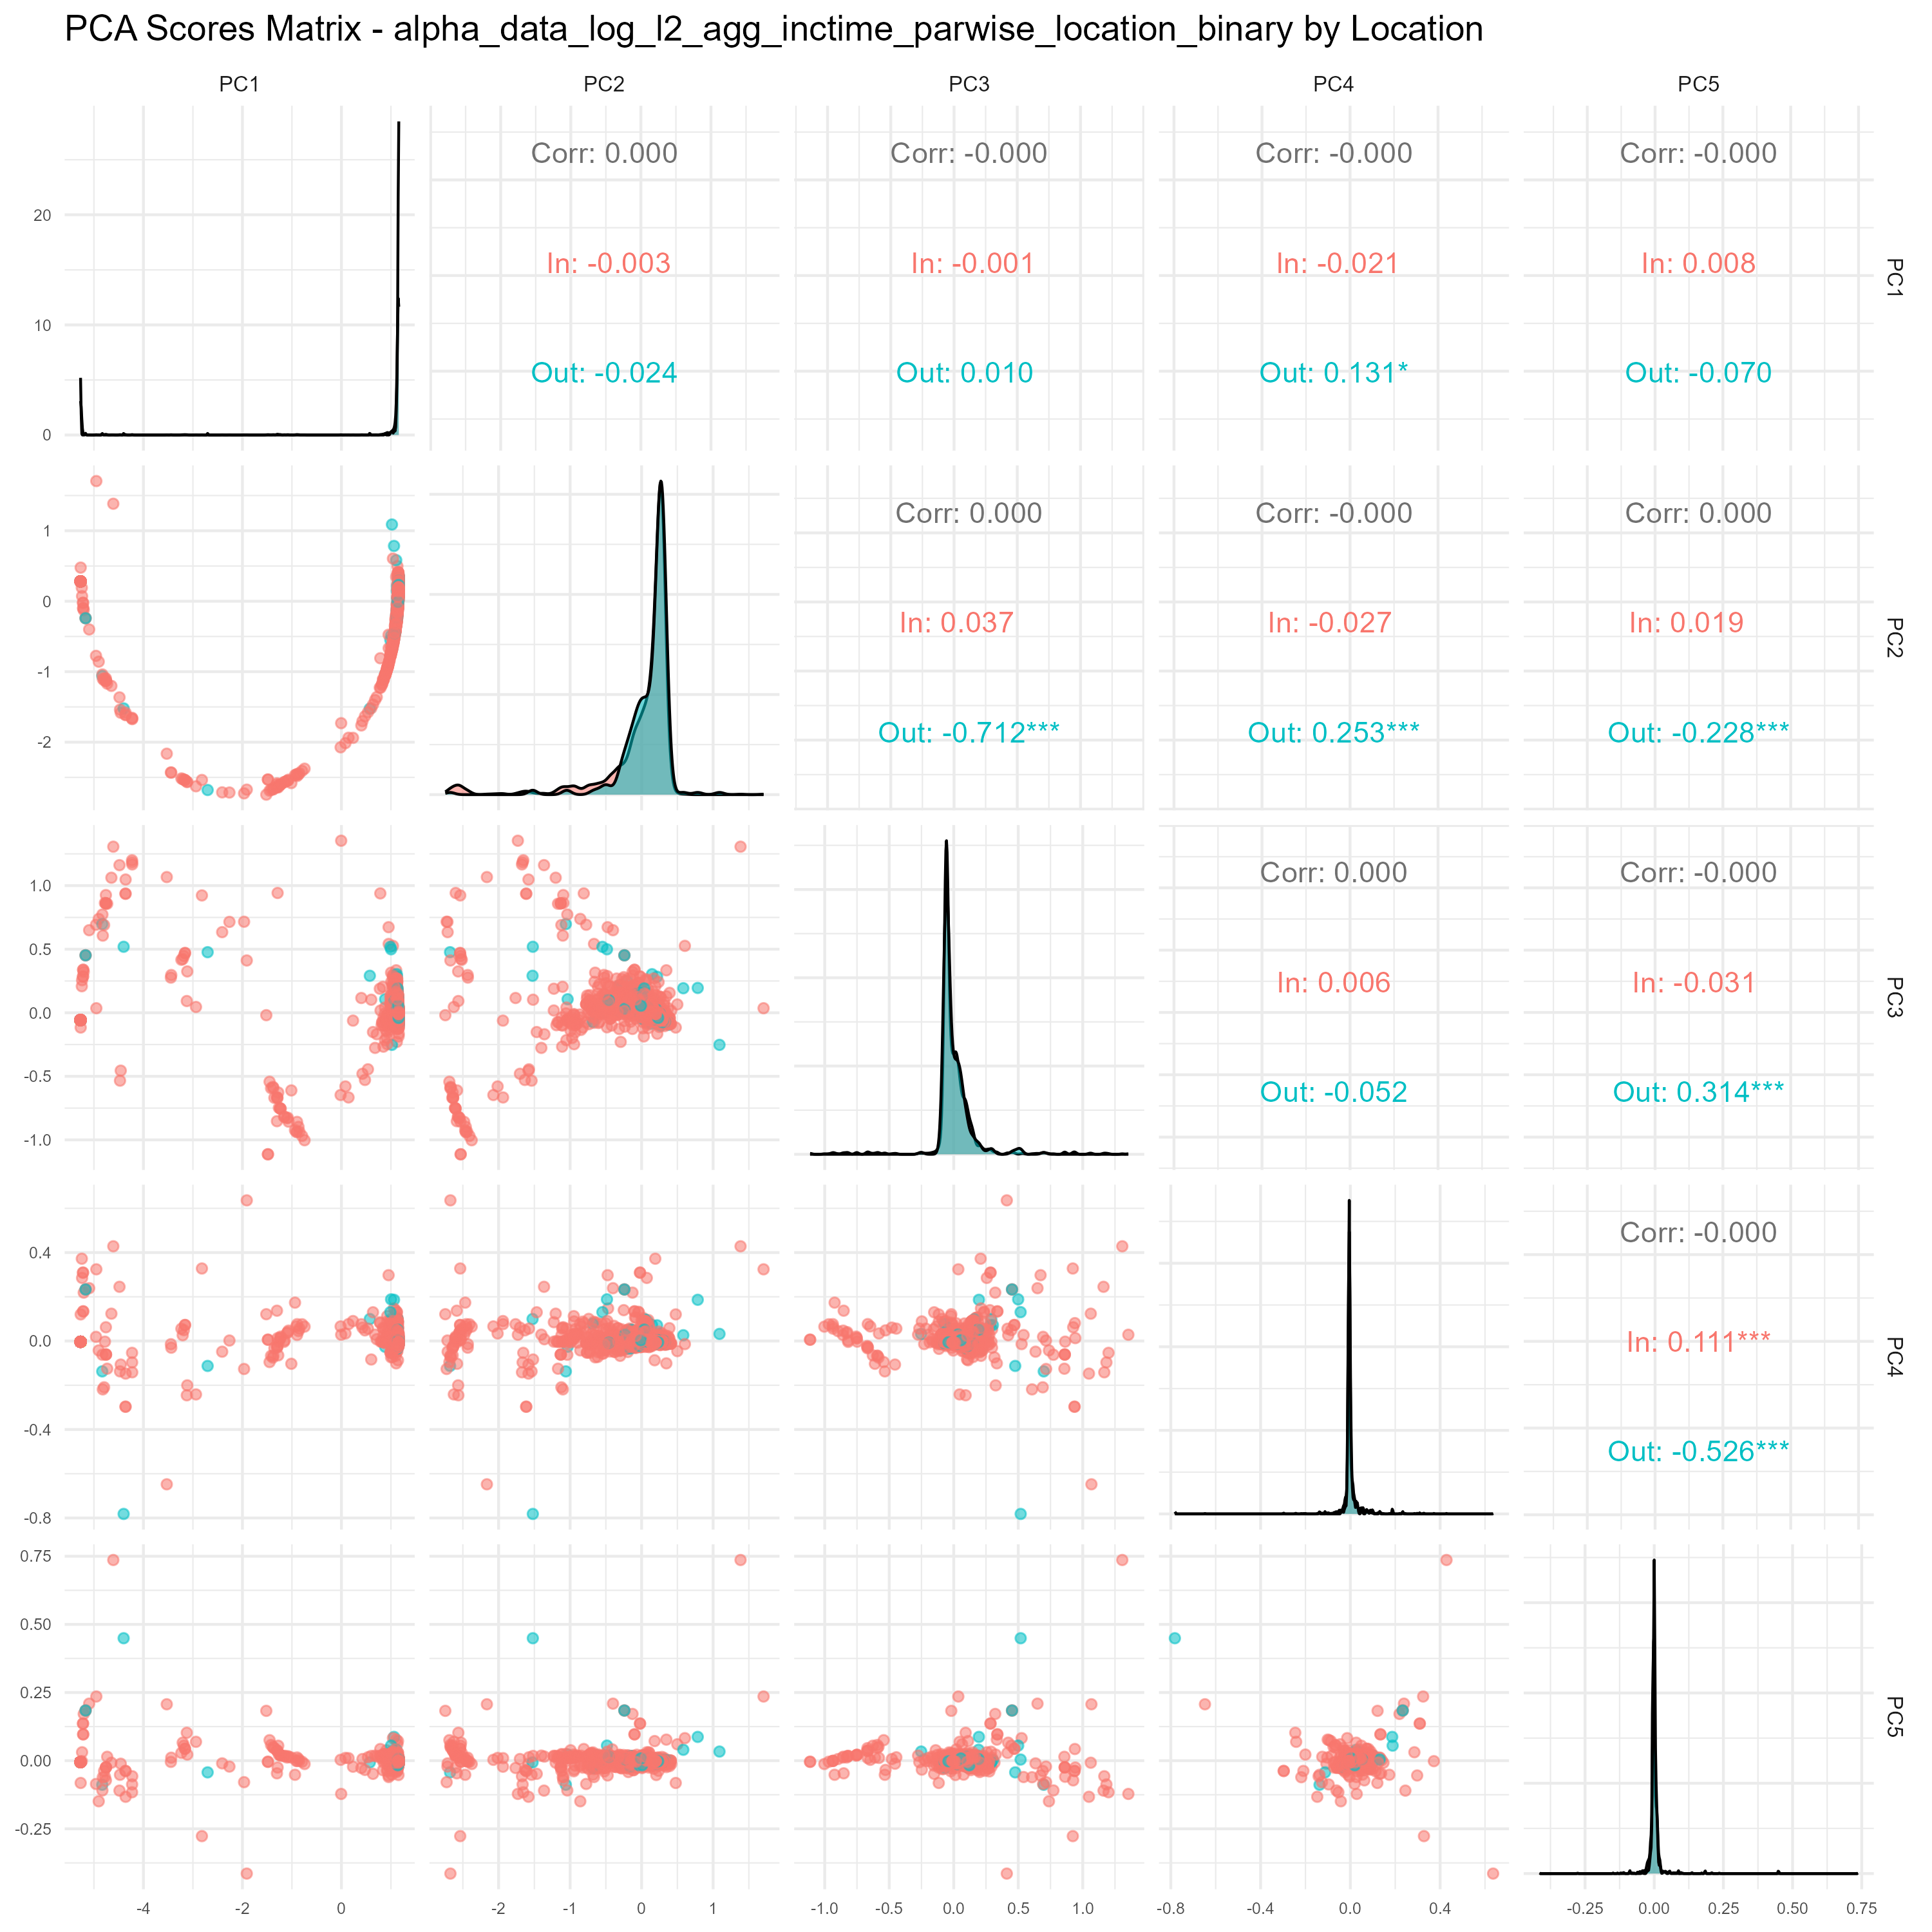 PCA Scores Matrix - alpha_data_log_l2_agg_inctime_parwise_location_binary by Location
PC1 PC2 PC3 PC4 PC5
Corr: 0.000 Corr: -0.000 Corr: -0.000 Corr: -0.000
20
In: -0.003 In: -0.001 In: -0.021 In: 0.008
PC1
10
Out: -0.024 Out: 0.010 Out: 0.131* Out: -0.070
0
Corr: 0.000 Corr: -0.000 Corr: 0.000
1
0
In: 0.037 In: -0.027 In: 0.019
PC2
-1
Out: -0.712*** Out: 0.253*** Out: -0.228***
-2
Corr: 0.000 Corr: -0.000
1.0
0.5
In: 0.006 In: -0.031
PC3
0.0
-0.5
Out: -0.052 Out: 0.314***
-1.0
Corr: -0.000
0.4
0.0
In: 0.111***
PC4
-0.4
Out: -0.526***
-0.8
0.75
0.50
0.25
PC5
0.00
-0.25
-4 -2 0 -2 -1 0 1 -1.0 -0.5 0.0 0.5 1.0 -0.8 -0.4 0.0 0.4 -0.25 0.00 0.25 0.50 0.75